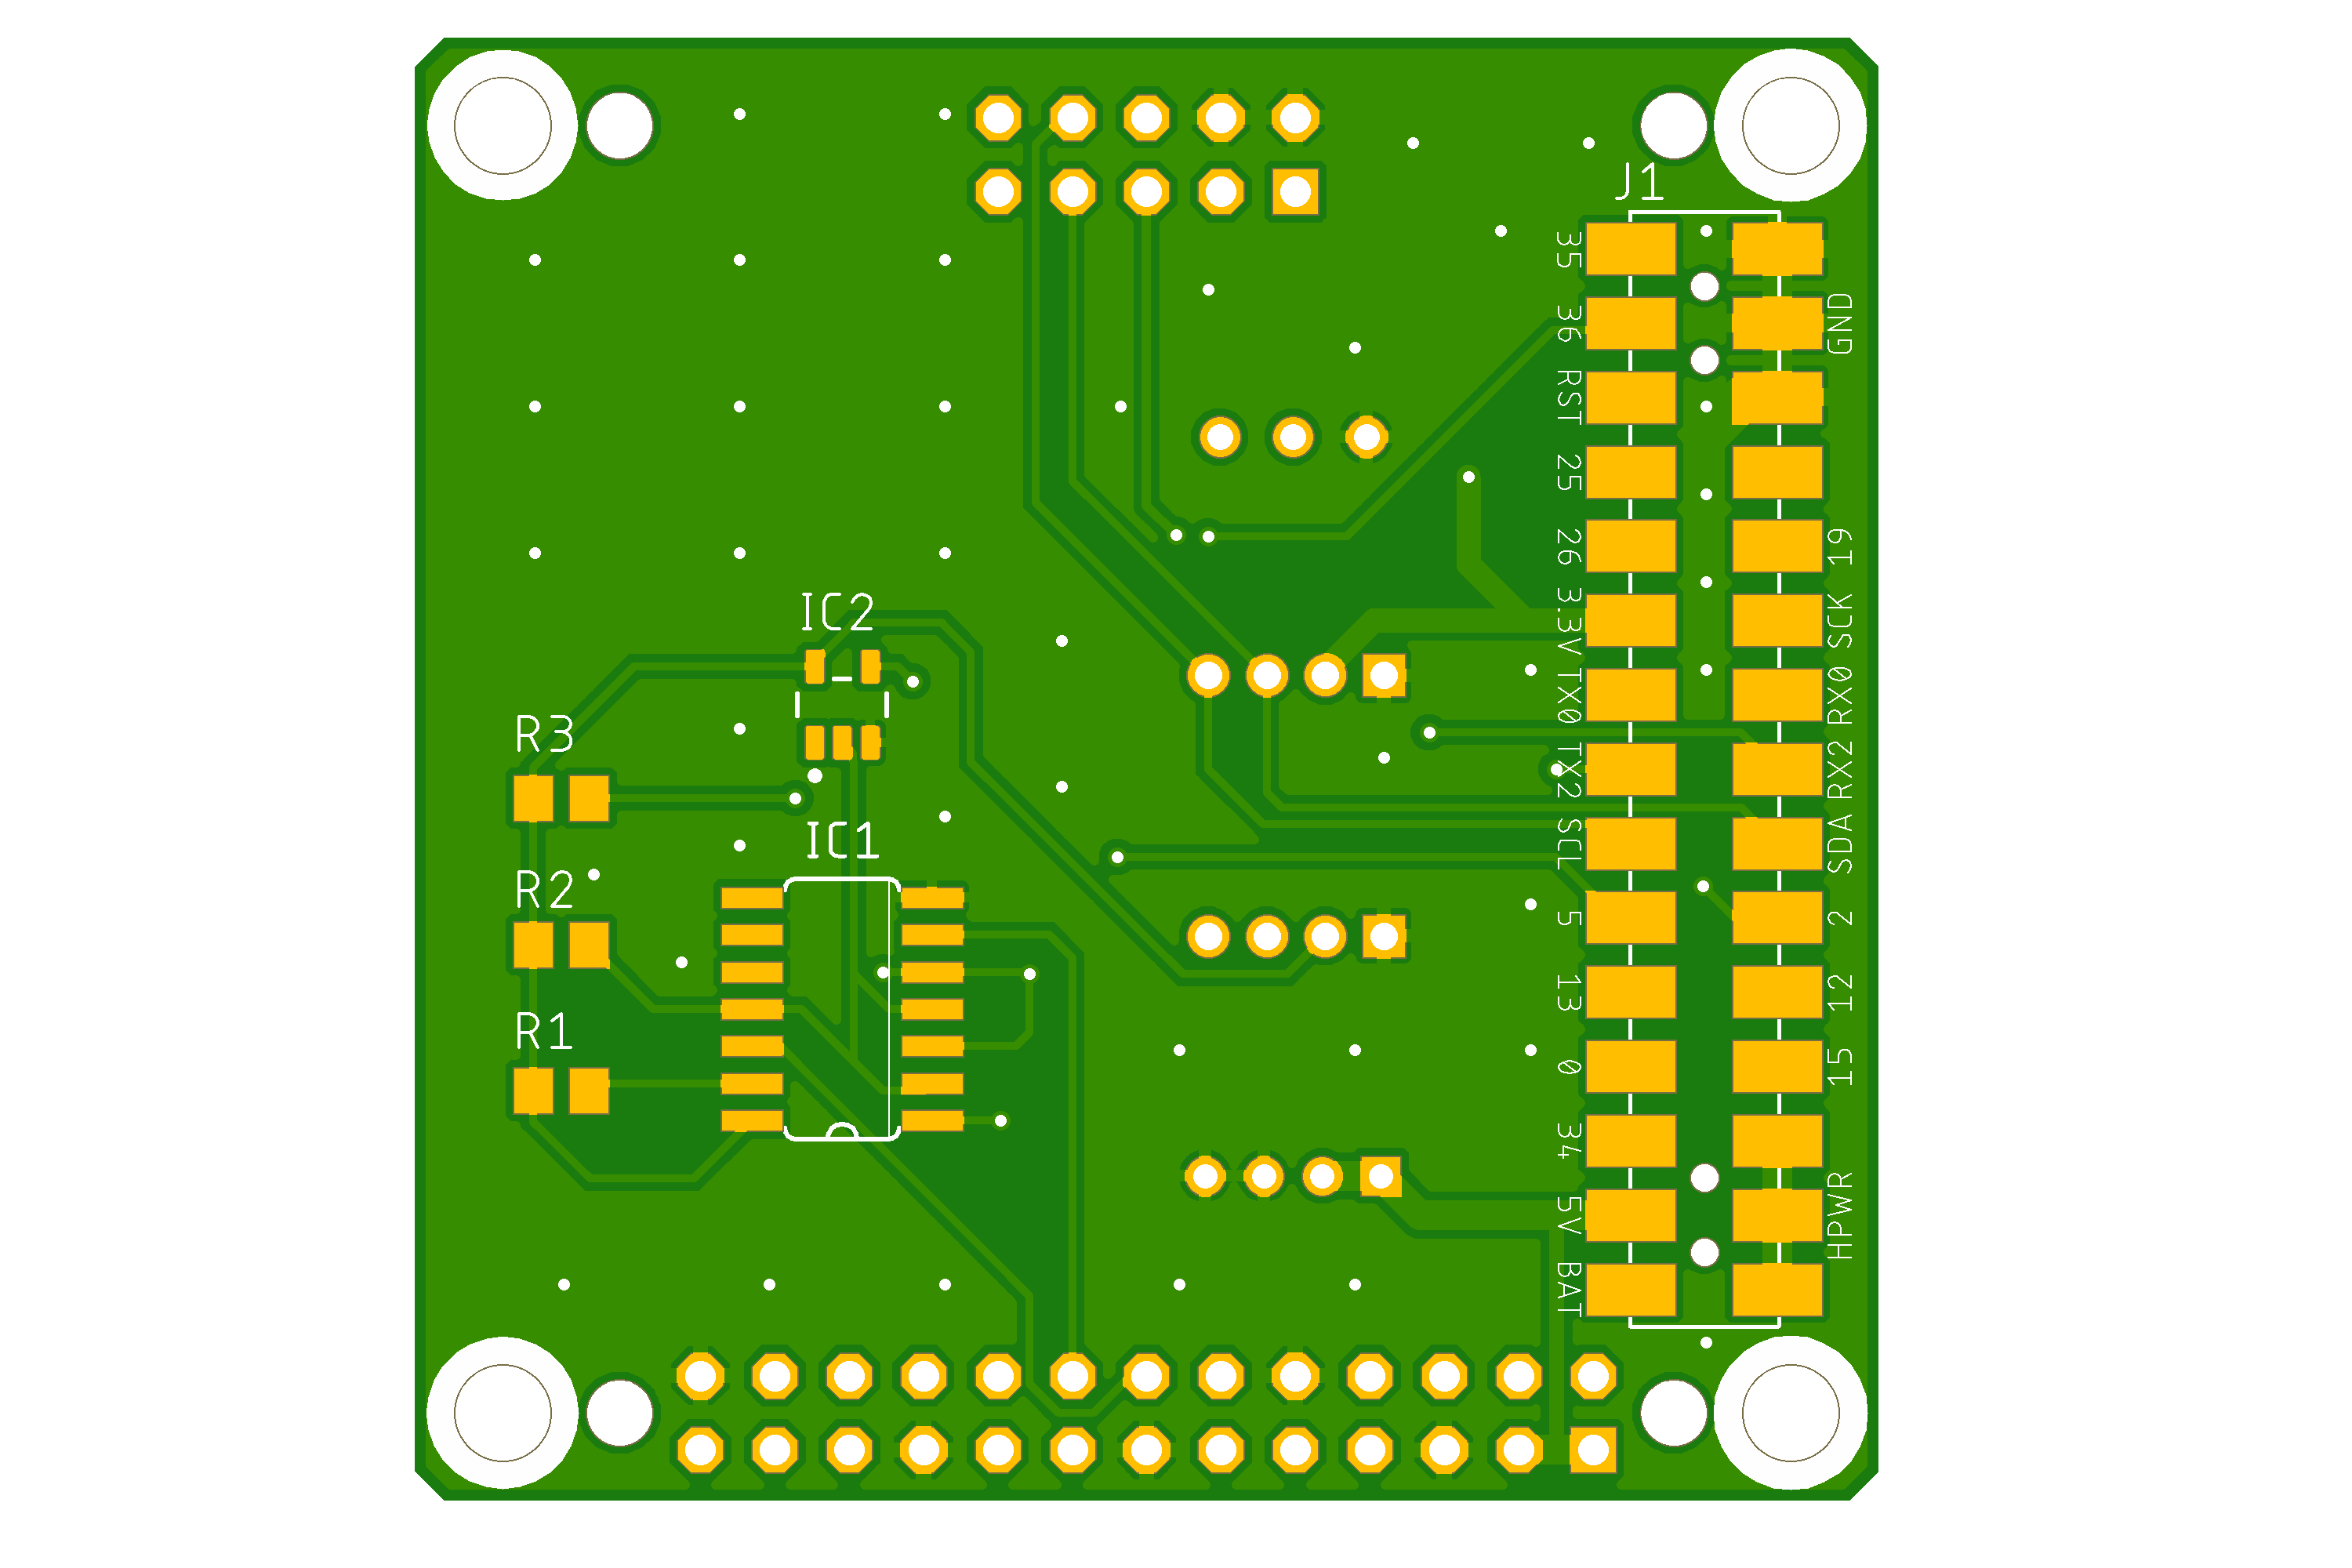 J1
35
36
RST
25
26
3.3V
TX0
TX2
SCL
5
13
0
34
5V
BAT
GND
19
SCK
RX0
RX2
SDA
2
12
15
HPWR
IC2
R3
IC1
R2
R1